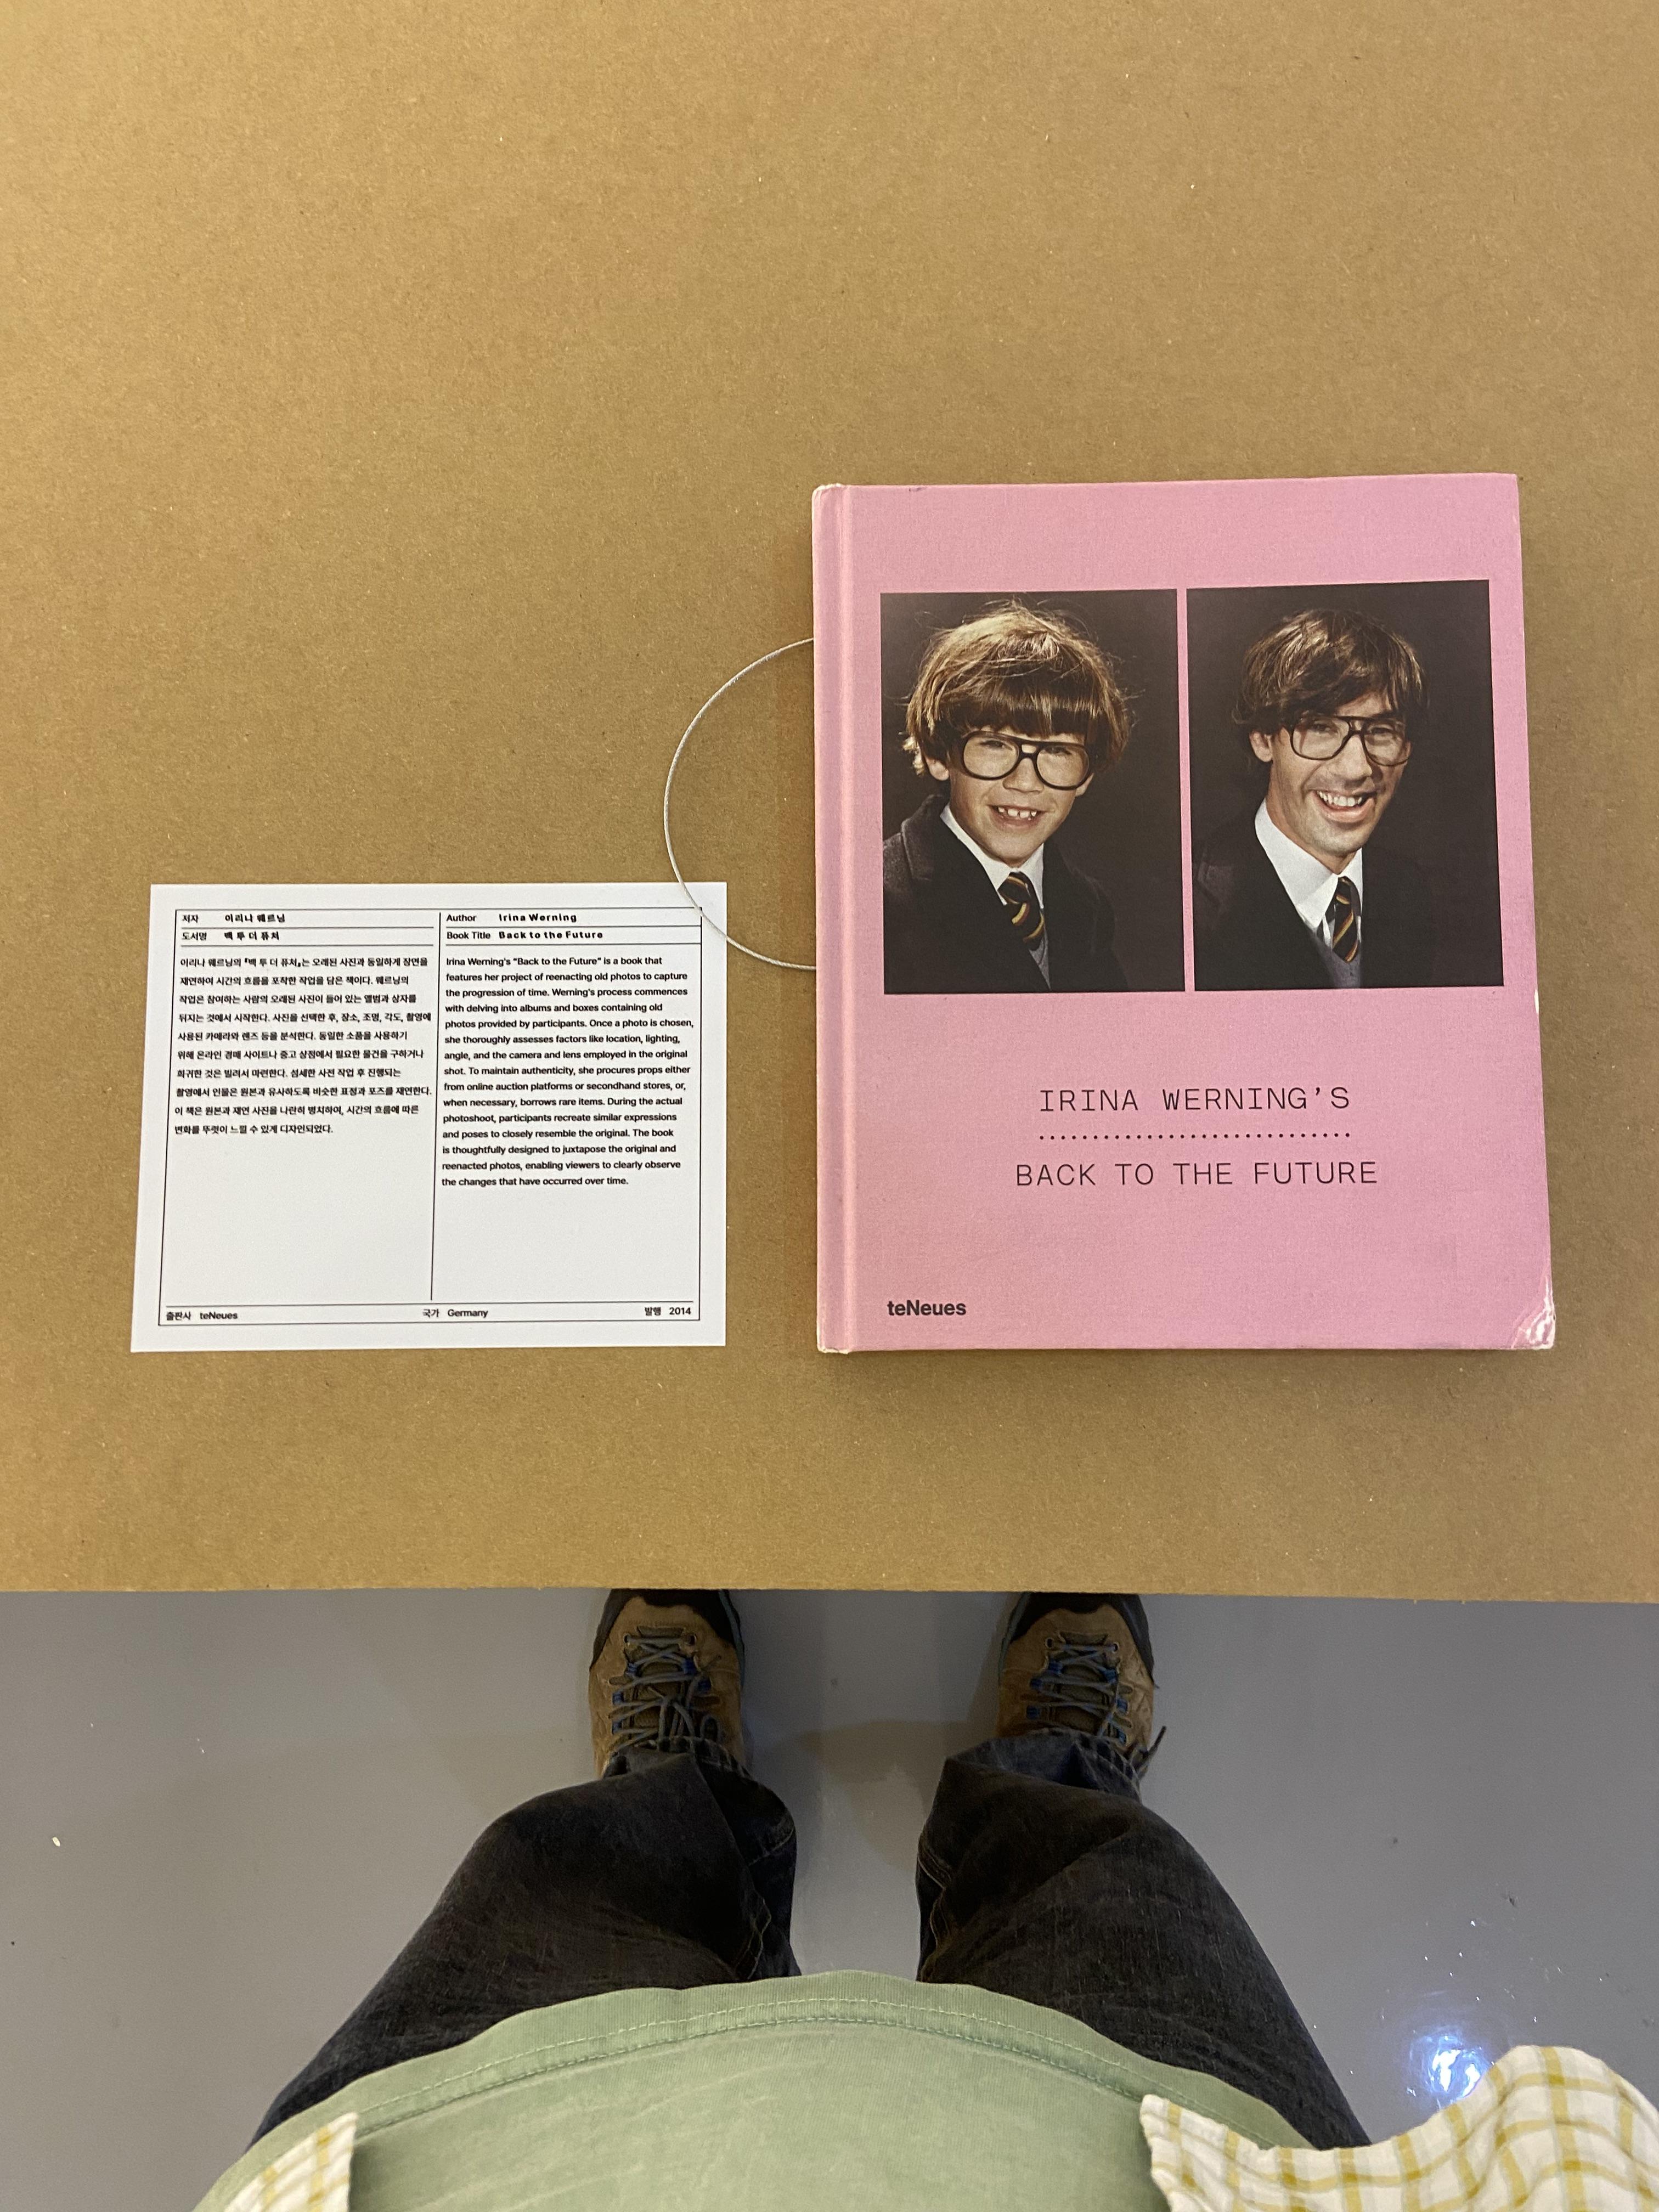 저자 이리나 웨르닝
도서명 백 투 더 퓨처
이리나 웨르닝의 『백 투 더 퓨처』는 오래된 사진과 동일하게 장면을
재연하여 시간의 흐름을 포착한 작업을 담은 책이다. 웨르닝의
작업은 참여하는 사람의 오래된 사진이 들어 있는 앨범과 상자를
뒤지는 것에서 시작한다. 사진을 선택한 후, 장소, 조명, 각도, 촬영에
사용된 카메라와 렌즈 등을 분석한다. 동일한 소품을 사용하기
위해 온라인 경매 사이트나 중고 상점에서 필요한 물건을 구하거나
희귀한 것은 빌려서 마련한다. 섬세한 사전 작업 후 진행되는
촬영에서 인물은 원본과 유사하도록 비슷한 표정과 포즈를 재연한다.
이 책은 원본과 재연 사진을 나란히 병치하여, 시간의 흐름에 따른
변화를 뚜렷이 느낄 수 있게 디자인되었다.
Author Irina Werning
Book Title Back to the Future
Irina Werning's "Back to the Future" is a book that
features her project of reenacting old photos to capture
the progression of time. Werning's process commences
with delving into albums and boxes containing old
photos provided by participants. Once a photo is chosen,
she thoroughly assesses factors like location, lighting,
angle, and the camera and lens employed in the original
shot. To maintain authenticity, she procures props either
from online auction platforms or secondhand stores, or,
when necessary, borrows rare items. During the actual
photoshoot, participants recreate similar expressions
and poses to closely resemble the original. The book
is thoughtfully designed to juxtapose the original and
reenacted photos, enabling viewers to clearly observe
the changes that have occurred over time.
출판사 teNeues 국가 Germany 발행 2014
IRINA WERNING'S
BACK TO THE FUTURE
teNeues